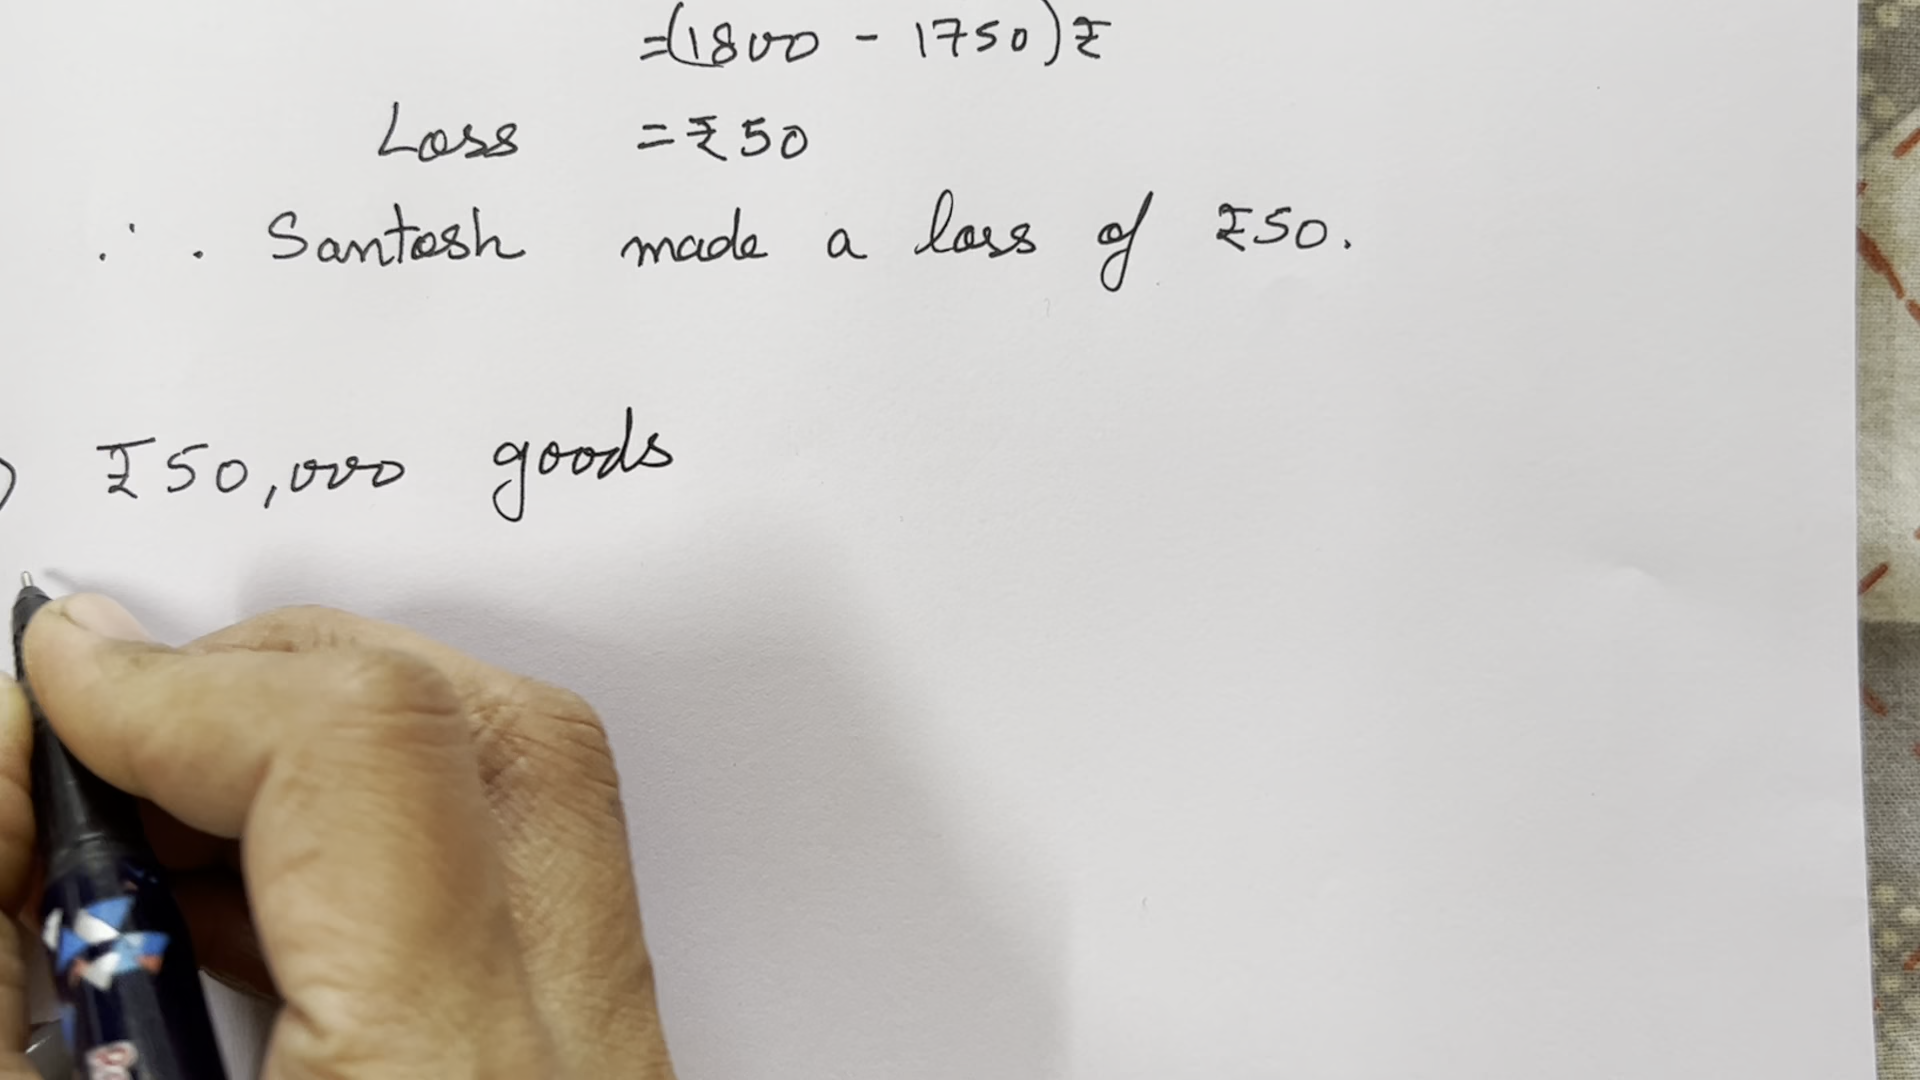 =(1800 - 1750)₹
Loss = ₹50
∴ Santosh made a loss of ₹50.
) ₹50,000 goods